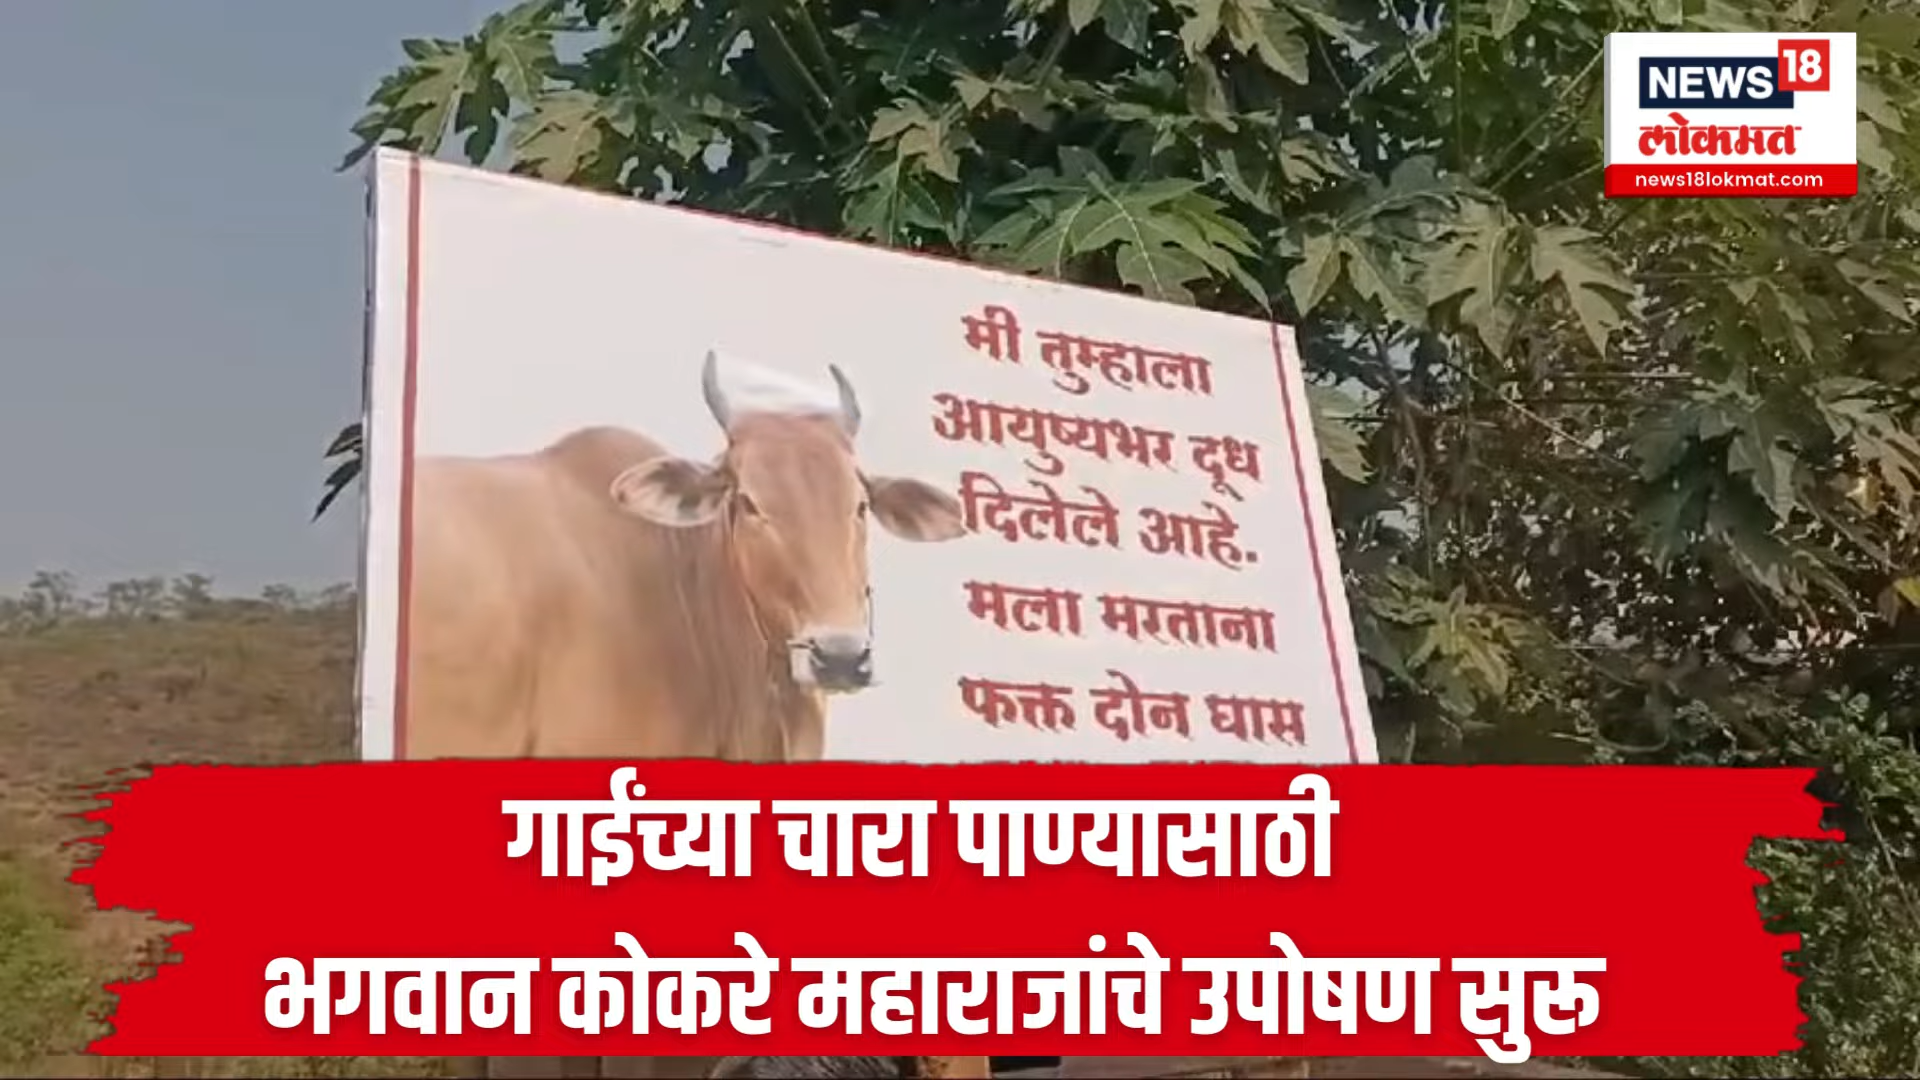 NEWS18
लोकमत
news18lokmat.com
मी तुम्हाला
आयुष्यभर दूध
दिलेले आहे.
मला मरताना
फक्त दोन घास
गाईंच्या चारा पाण्यासाठी
भगवान कोकरे महाराजांचे उपोषण सुरू